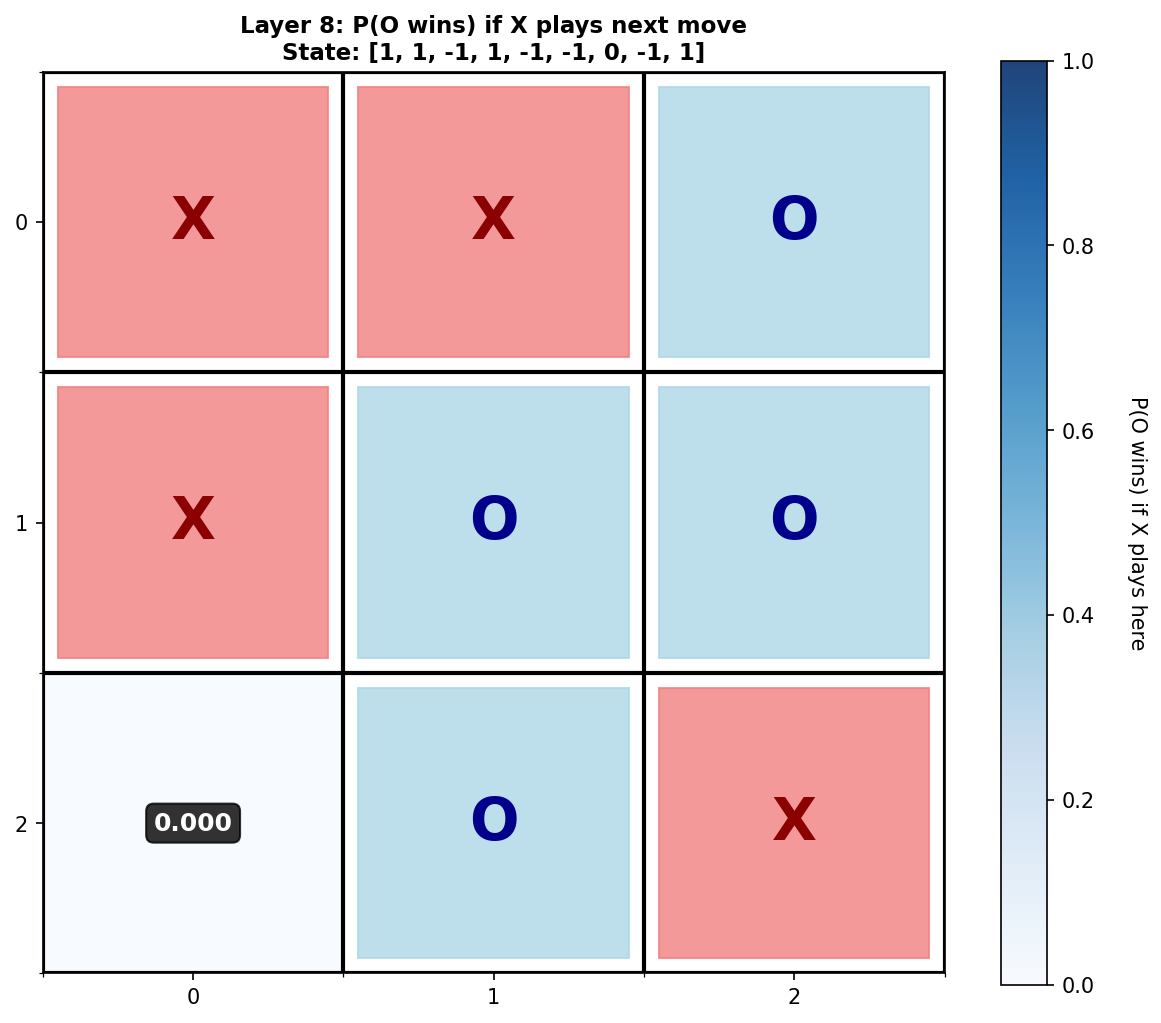 Layer 8: P(O wins) if X plays next move
State: [1, 1, -1, 1, -1, -1, 0, -1, 1]
0 X X O
1 X O O
2 0.000 O X
0 1 2
1.0
0.8
0.6
0.4
0.2
0.0
P(O wins) if X plays here